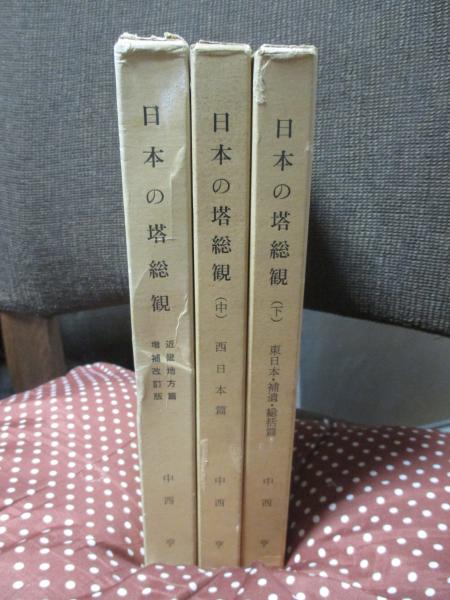 日本の塔総観
近畿地方篇
増補改訂版
中西 亨
日本の塔総観(中)
西日本篇
中西 亨
日本の塔総観(下)
東日本・補遺・総括篇
中西 亨